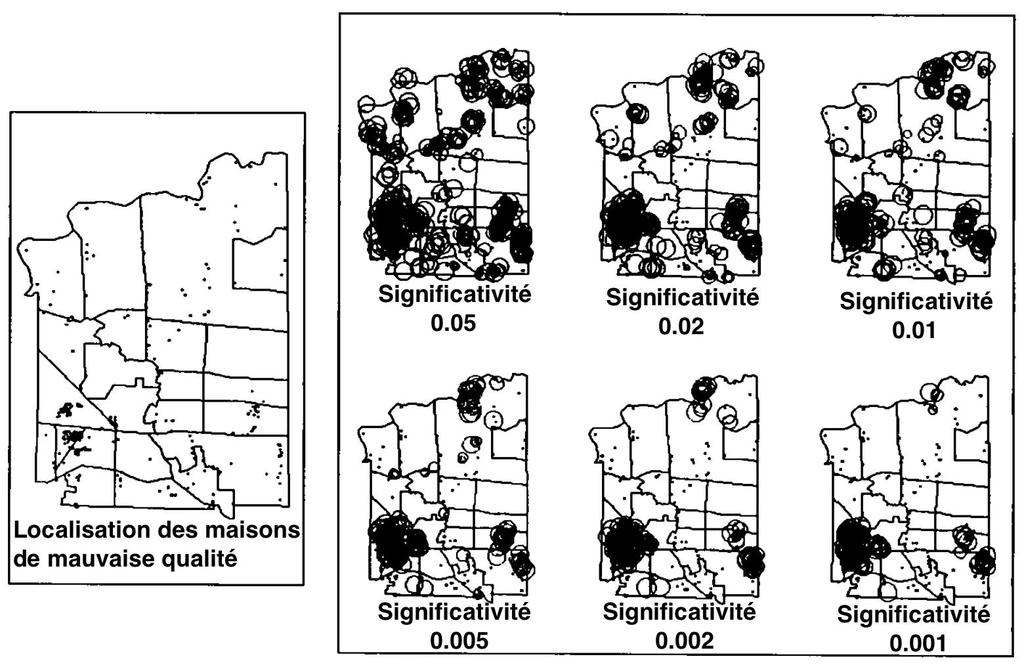 Localisation des maisons
de mauvaise qualité
Significativité
0.05
Significativité
0.02
Significativité
0.01
Significativité
0.005
Significativité
0.002
Significativité
0.001